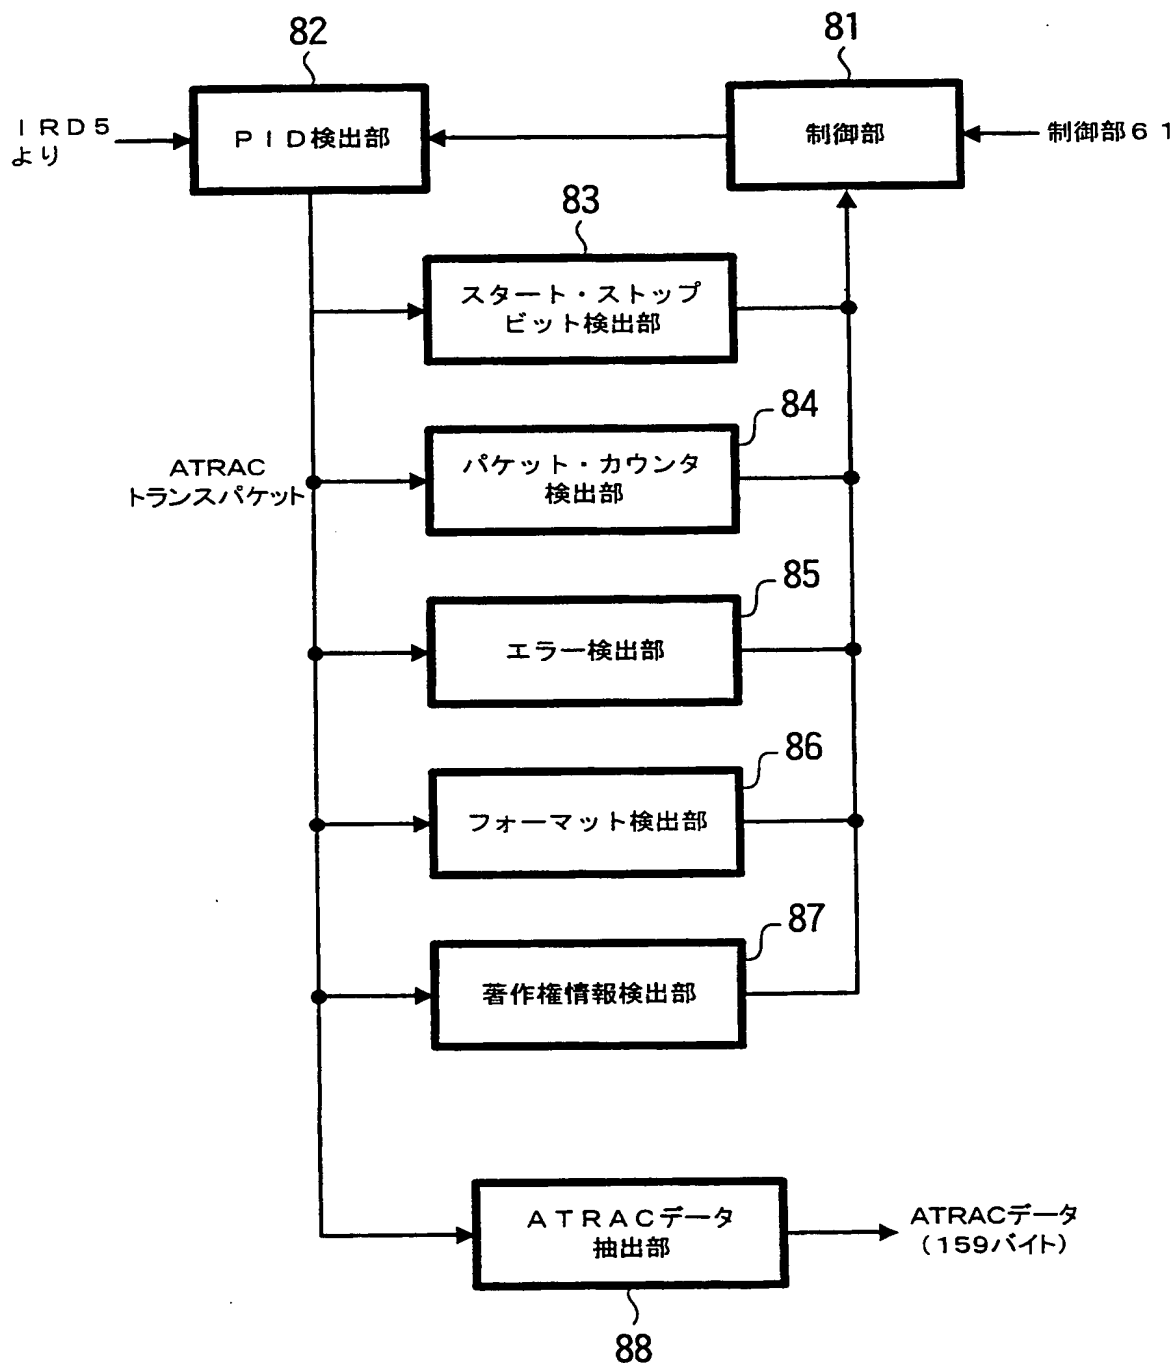 82
81
ＩＲＤ５
より
ＰＩＤ検出部
制御部
制御部６１
83
スタート・ストップ
ビット検出部
84
パケット・カウンタ
検出部
ATRAC
トランスパケット
85
エラー検出部
86
フォーマット検出部
87
著作権情報検出部
ＡＴＲＡＣデータ
抽出部
ATRACデータ
（159バイト）
88